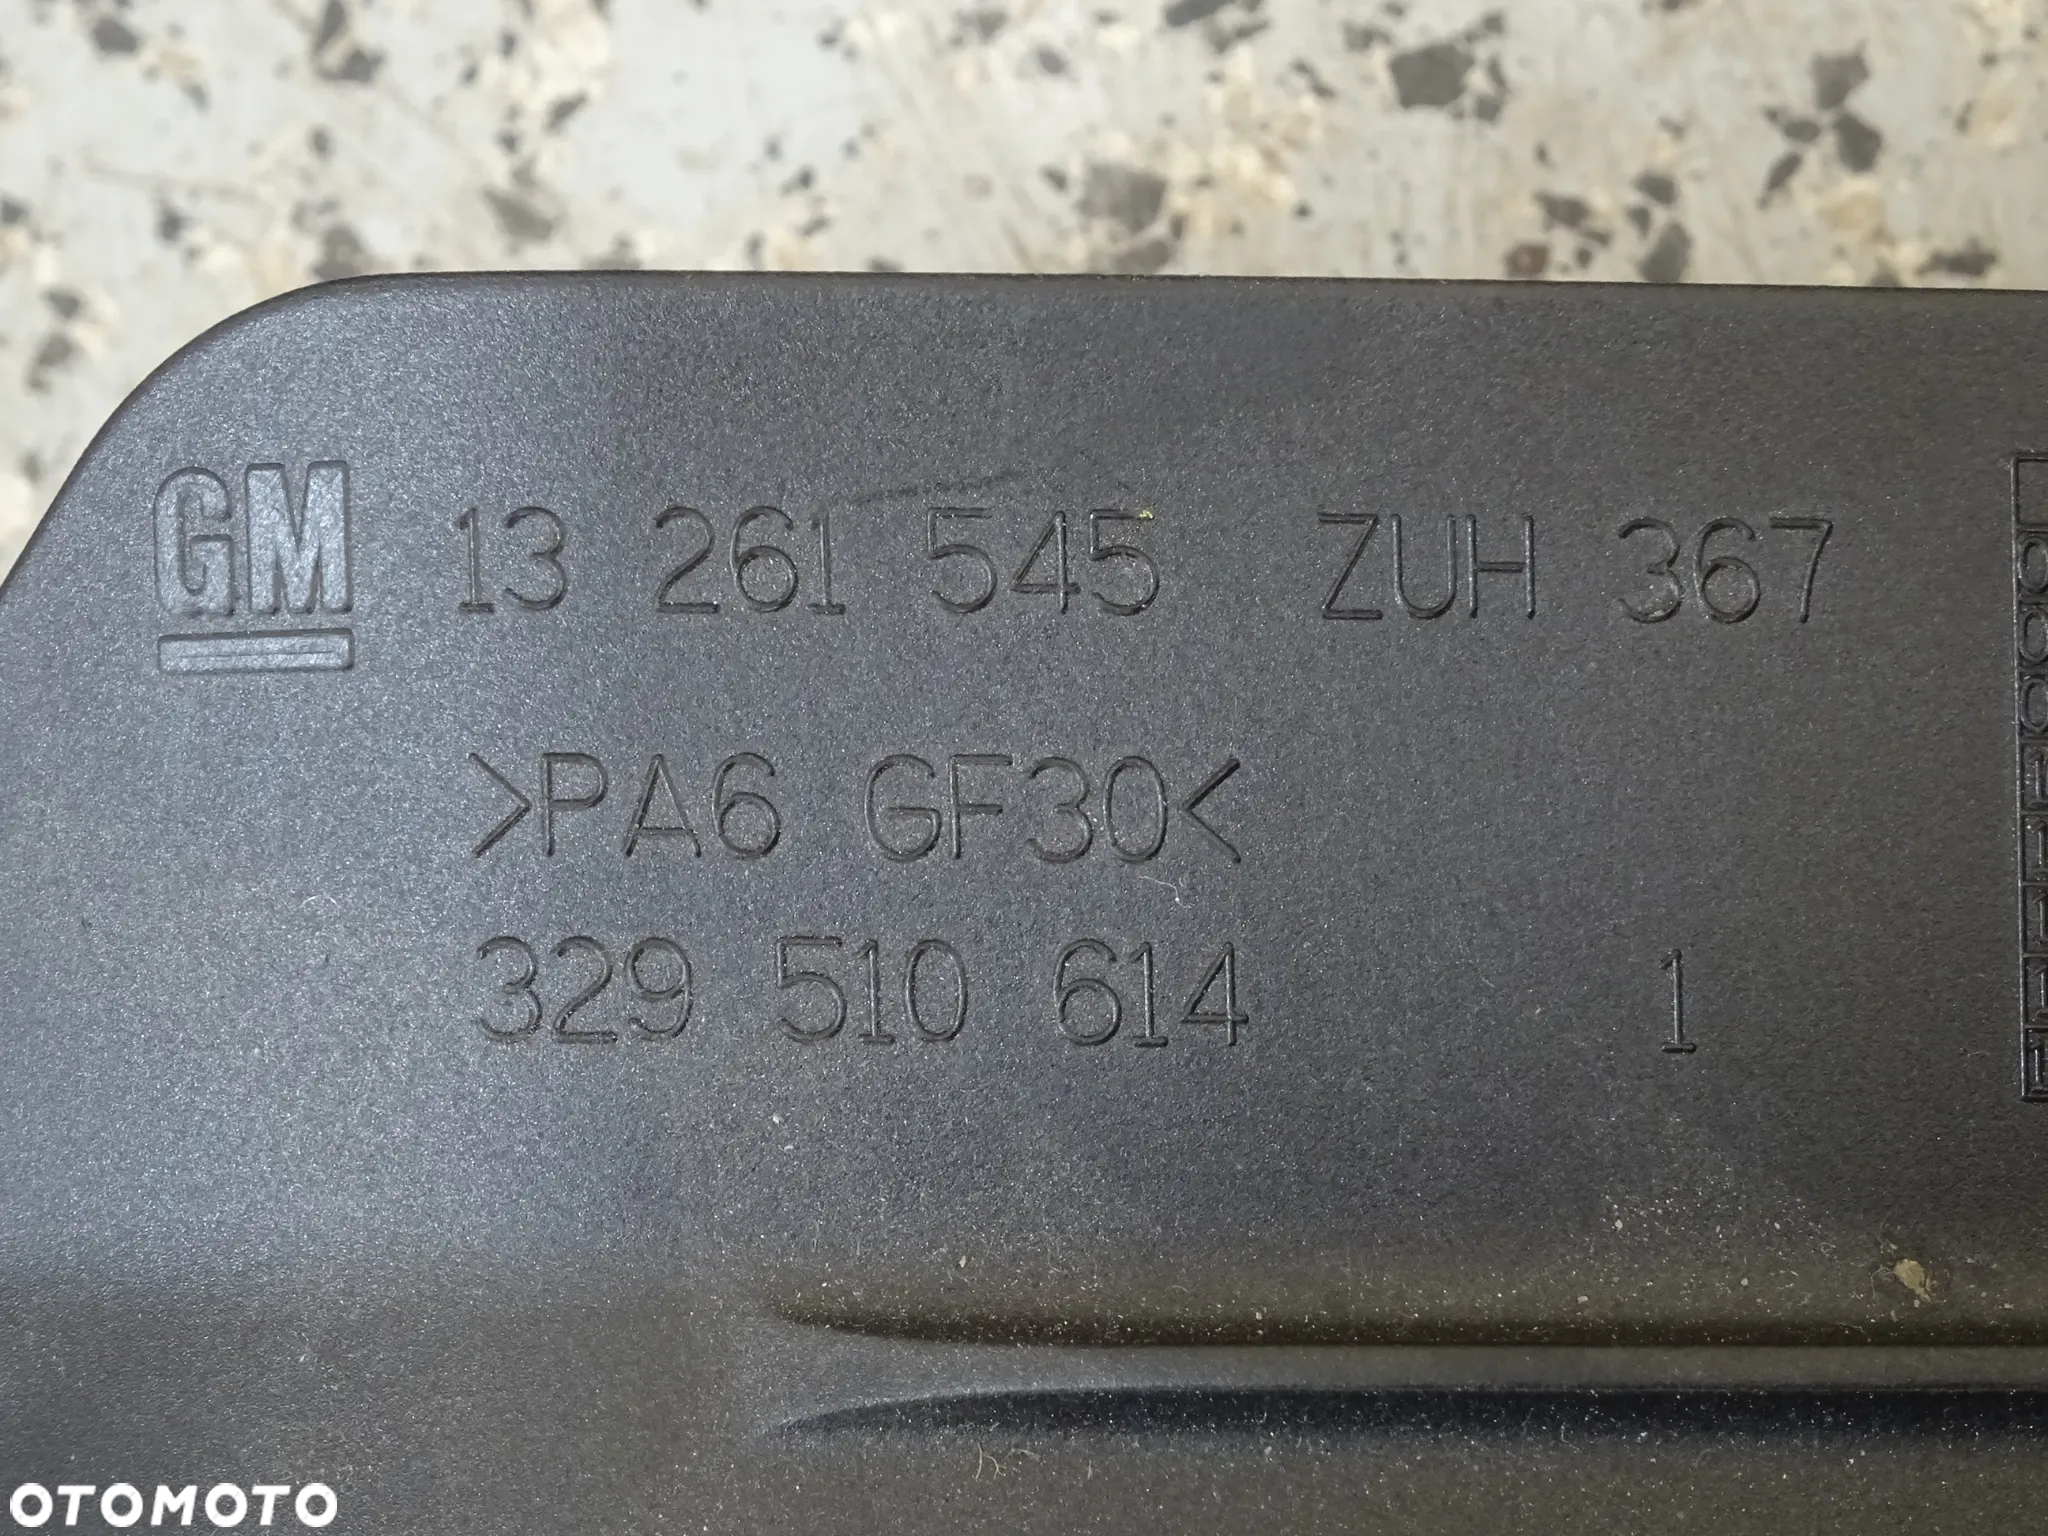 GM 13 261 545 ZUH 367
>PA6 GF30<
329 510 614 1
OTOMOTO